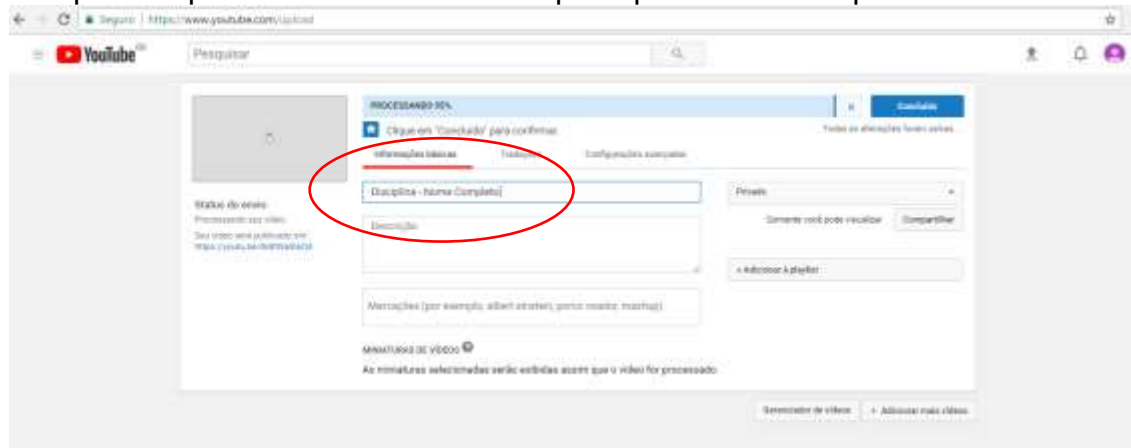 Seguro | https://www.youtube.com/upload
YouTube BR
Pesquisar
PROCESSANDO 95%
Concluído
Clique em "Concluído" para confirmar.
Todas as alterações foram salvas.
Informações básicas
Traduções
Configurações avançadas
Disciplina - Nome Completo
Privado
Status do envio
Processando seu vídeo.
Seu vídeo será publicado em:
Descrição
Somente você pode visualizar
Compartilhar
+ Adicionar à playlist
Marcações (por exemplo, albert einstein, porco voador, mashup)
MINIATURAS DE VÍDEOS
As miniaturas selecionadas serão exibidas assim que o vídeo for processado.
Gerenciador de vídeos
+ Adicionar mais vídeos